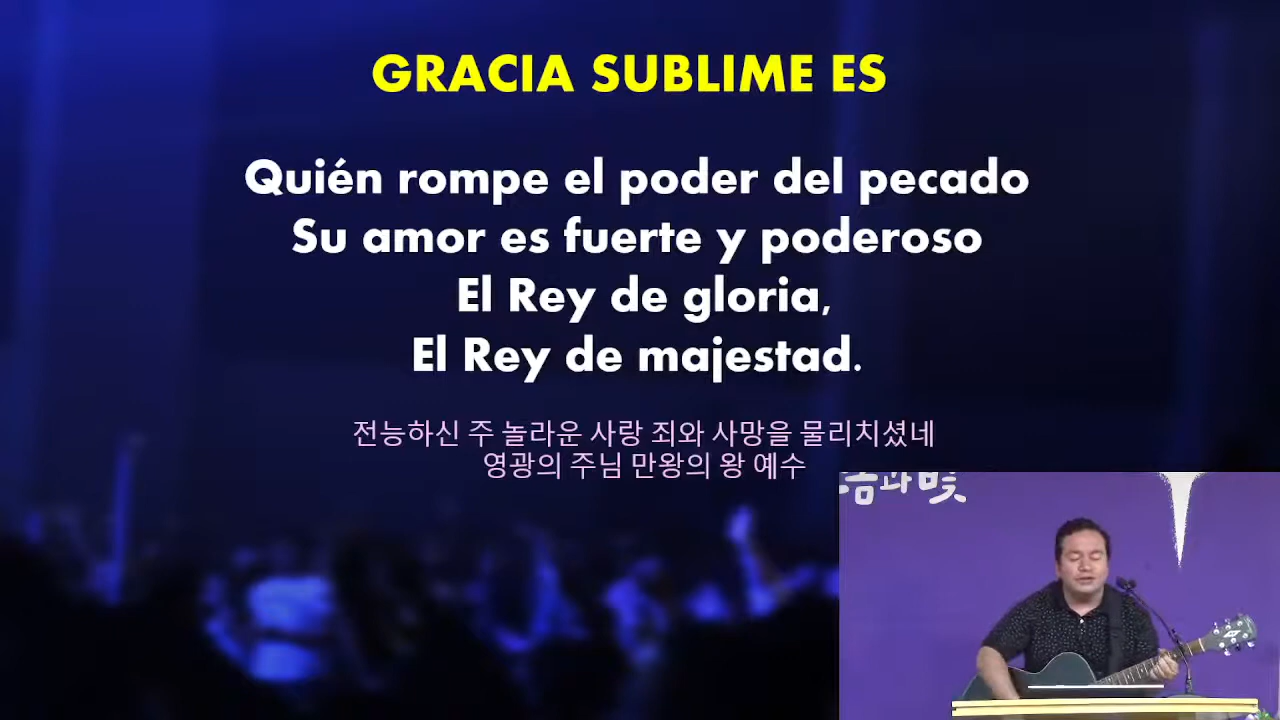 GRACIA SUBLIME ES
Quién rompe el poder del pecado
Su amor es fuerte y poderoso
El Rey de gloria,
El Rey de majestad.
전능하신 주 놀라운 사랑 죄와 사망을 물리치셨네
영광의 주님 만왕의 왕 예수